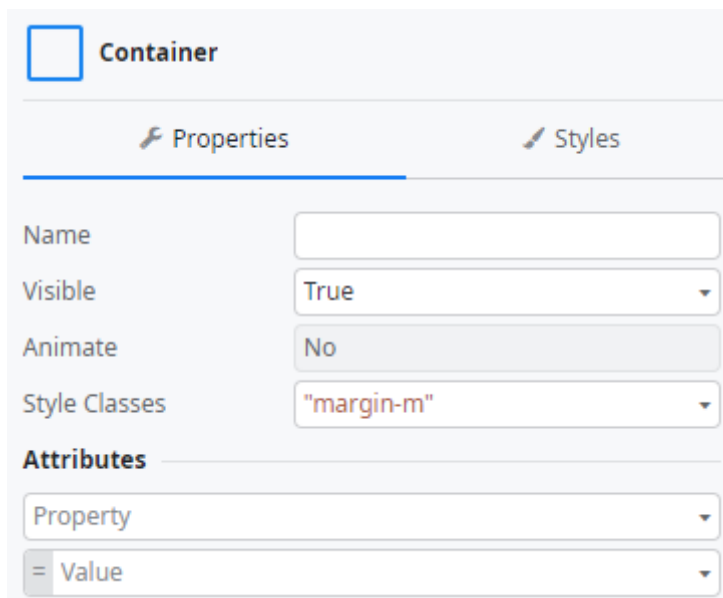 Container
Properties Styles
Name
Visible True
Animate No
Style Classes "margin-m"
Attributes
Property
= Value